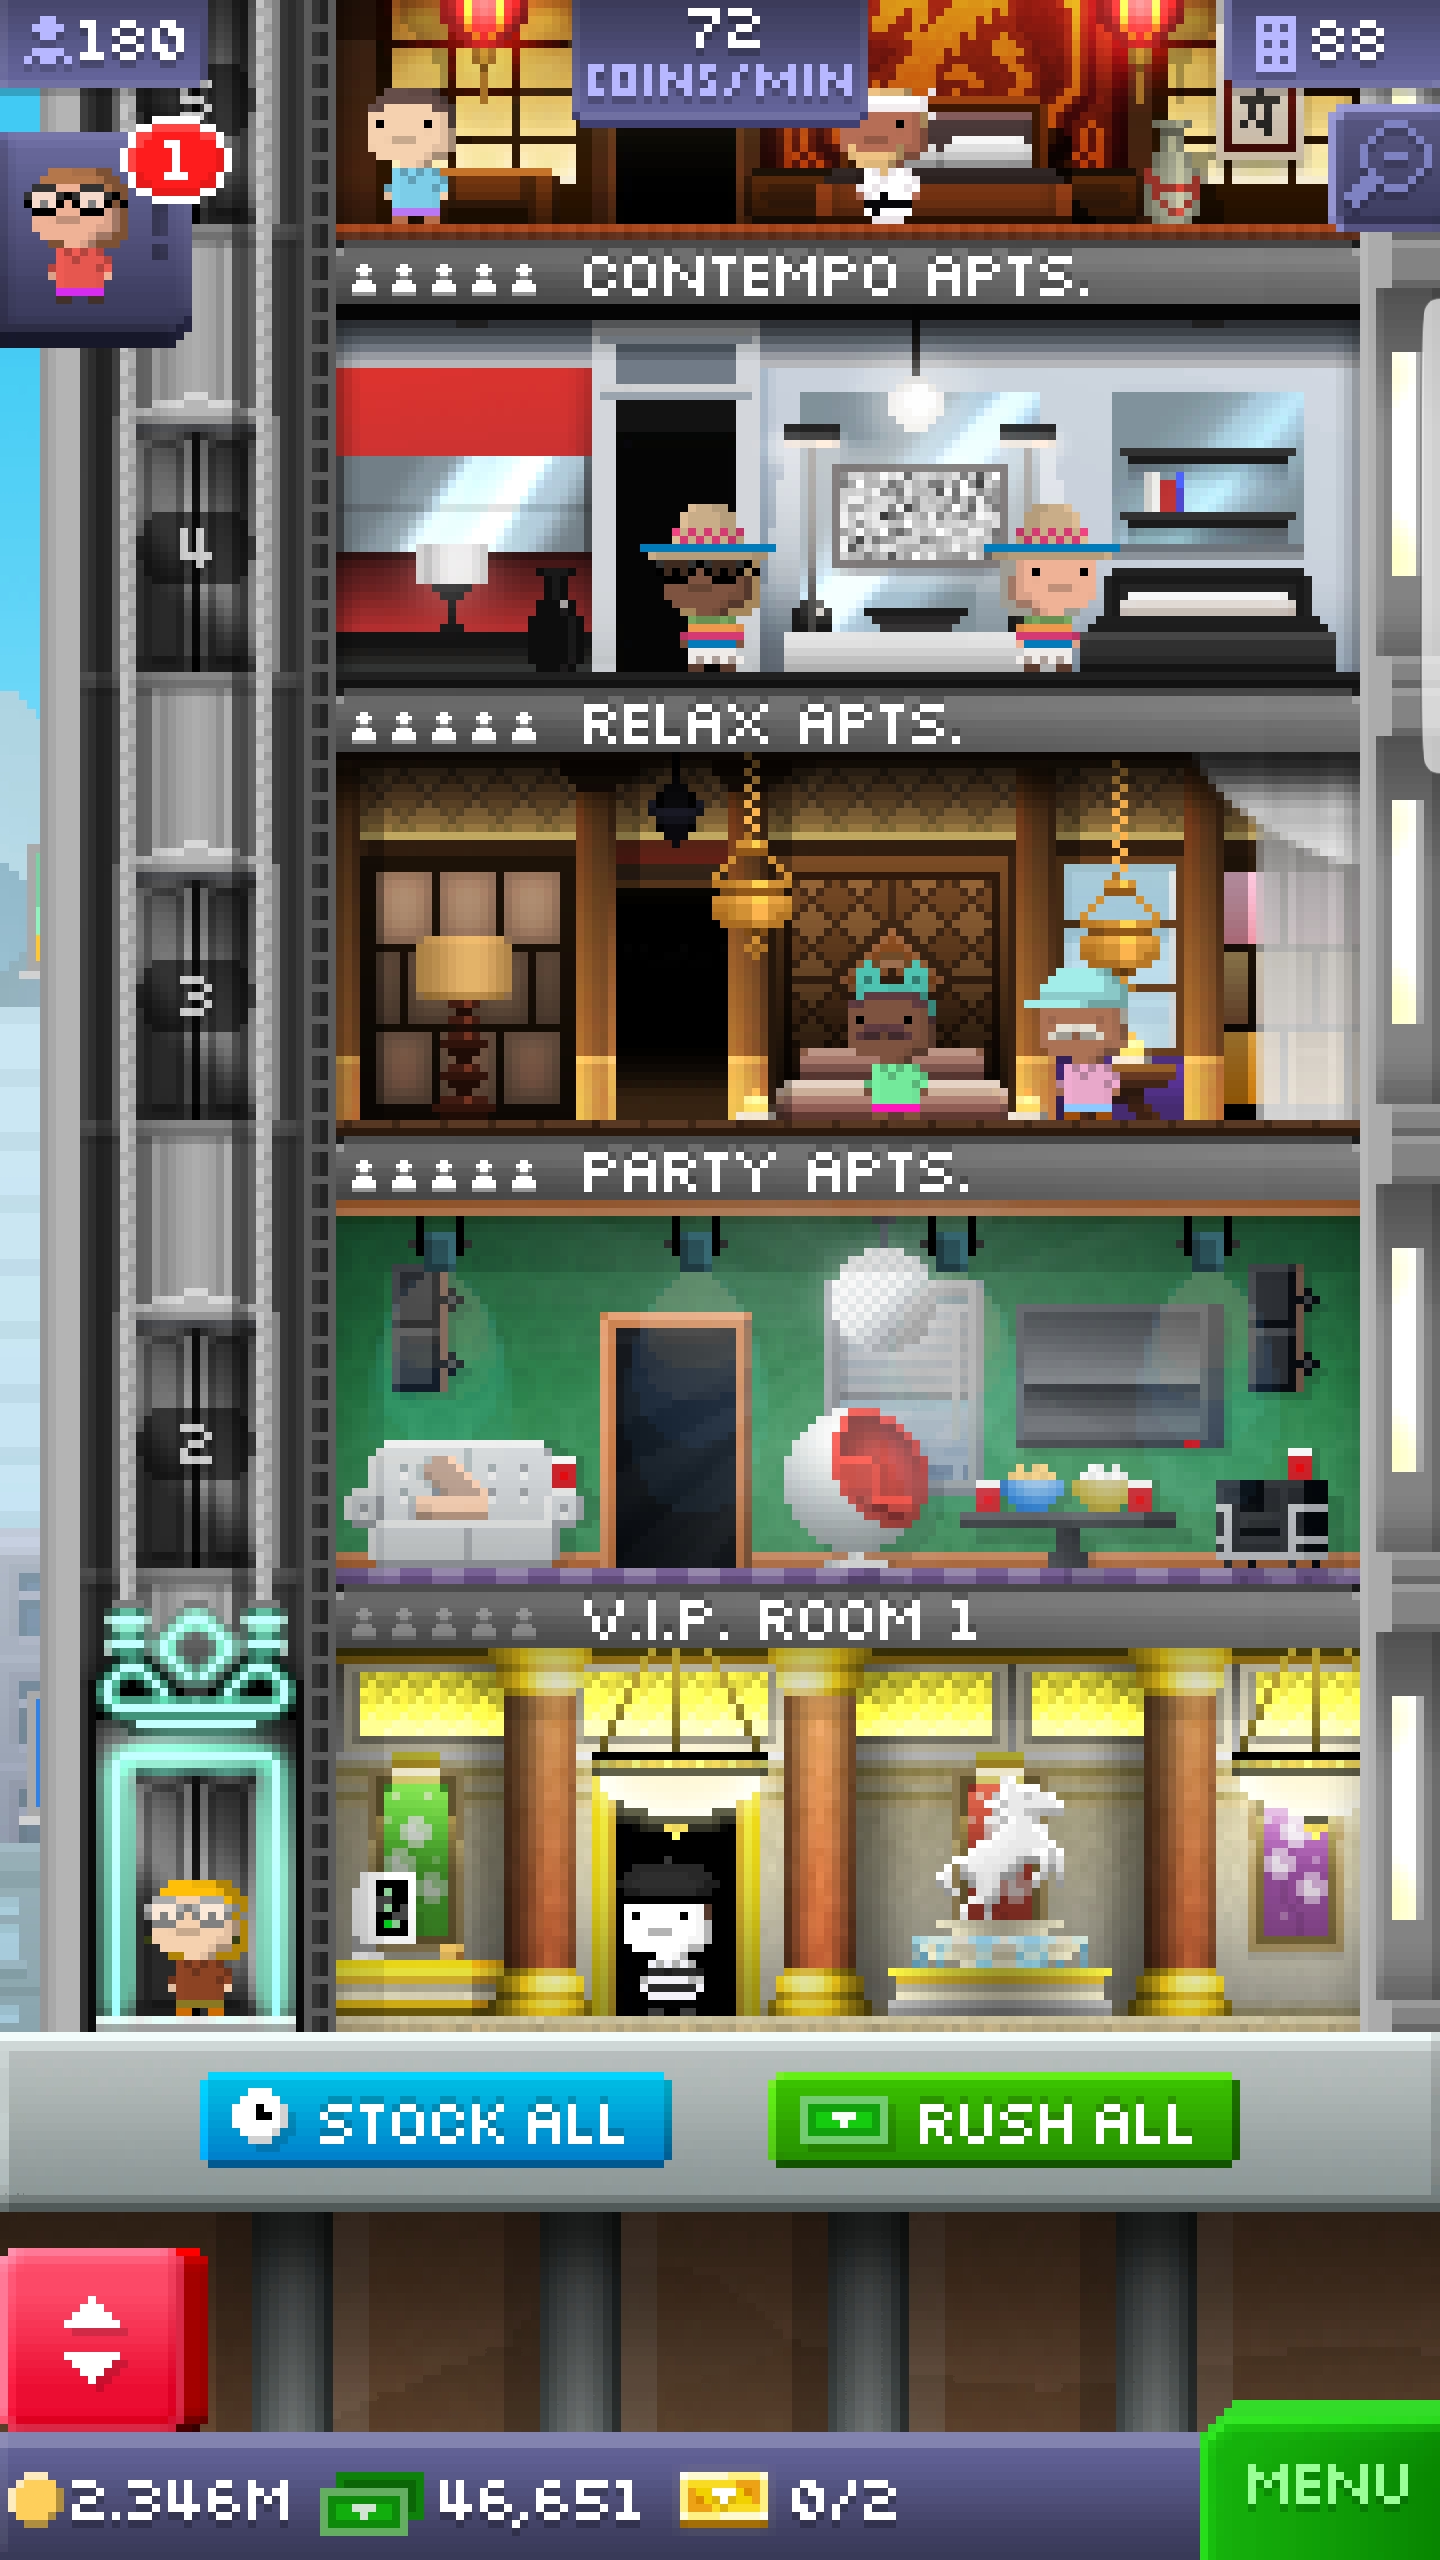 180
72
COINS/MIN
88
5
1
CONTEMPO APTS.
4
RELAX APTS.
3
PARTY APTS.
2
V.I.P. ROOM 1
STOCK ALL
RUSH ALL
2.346M
46,651
0/2
MENU